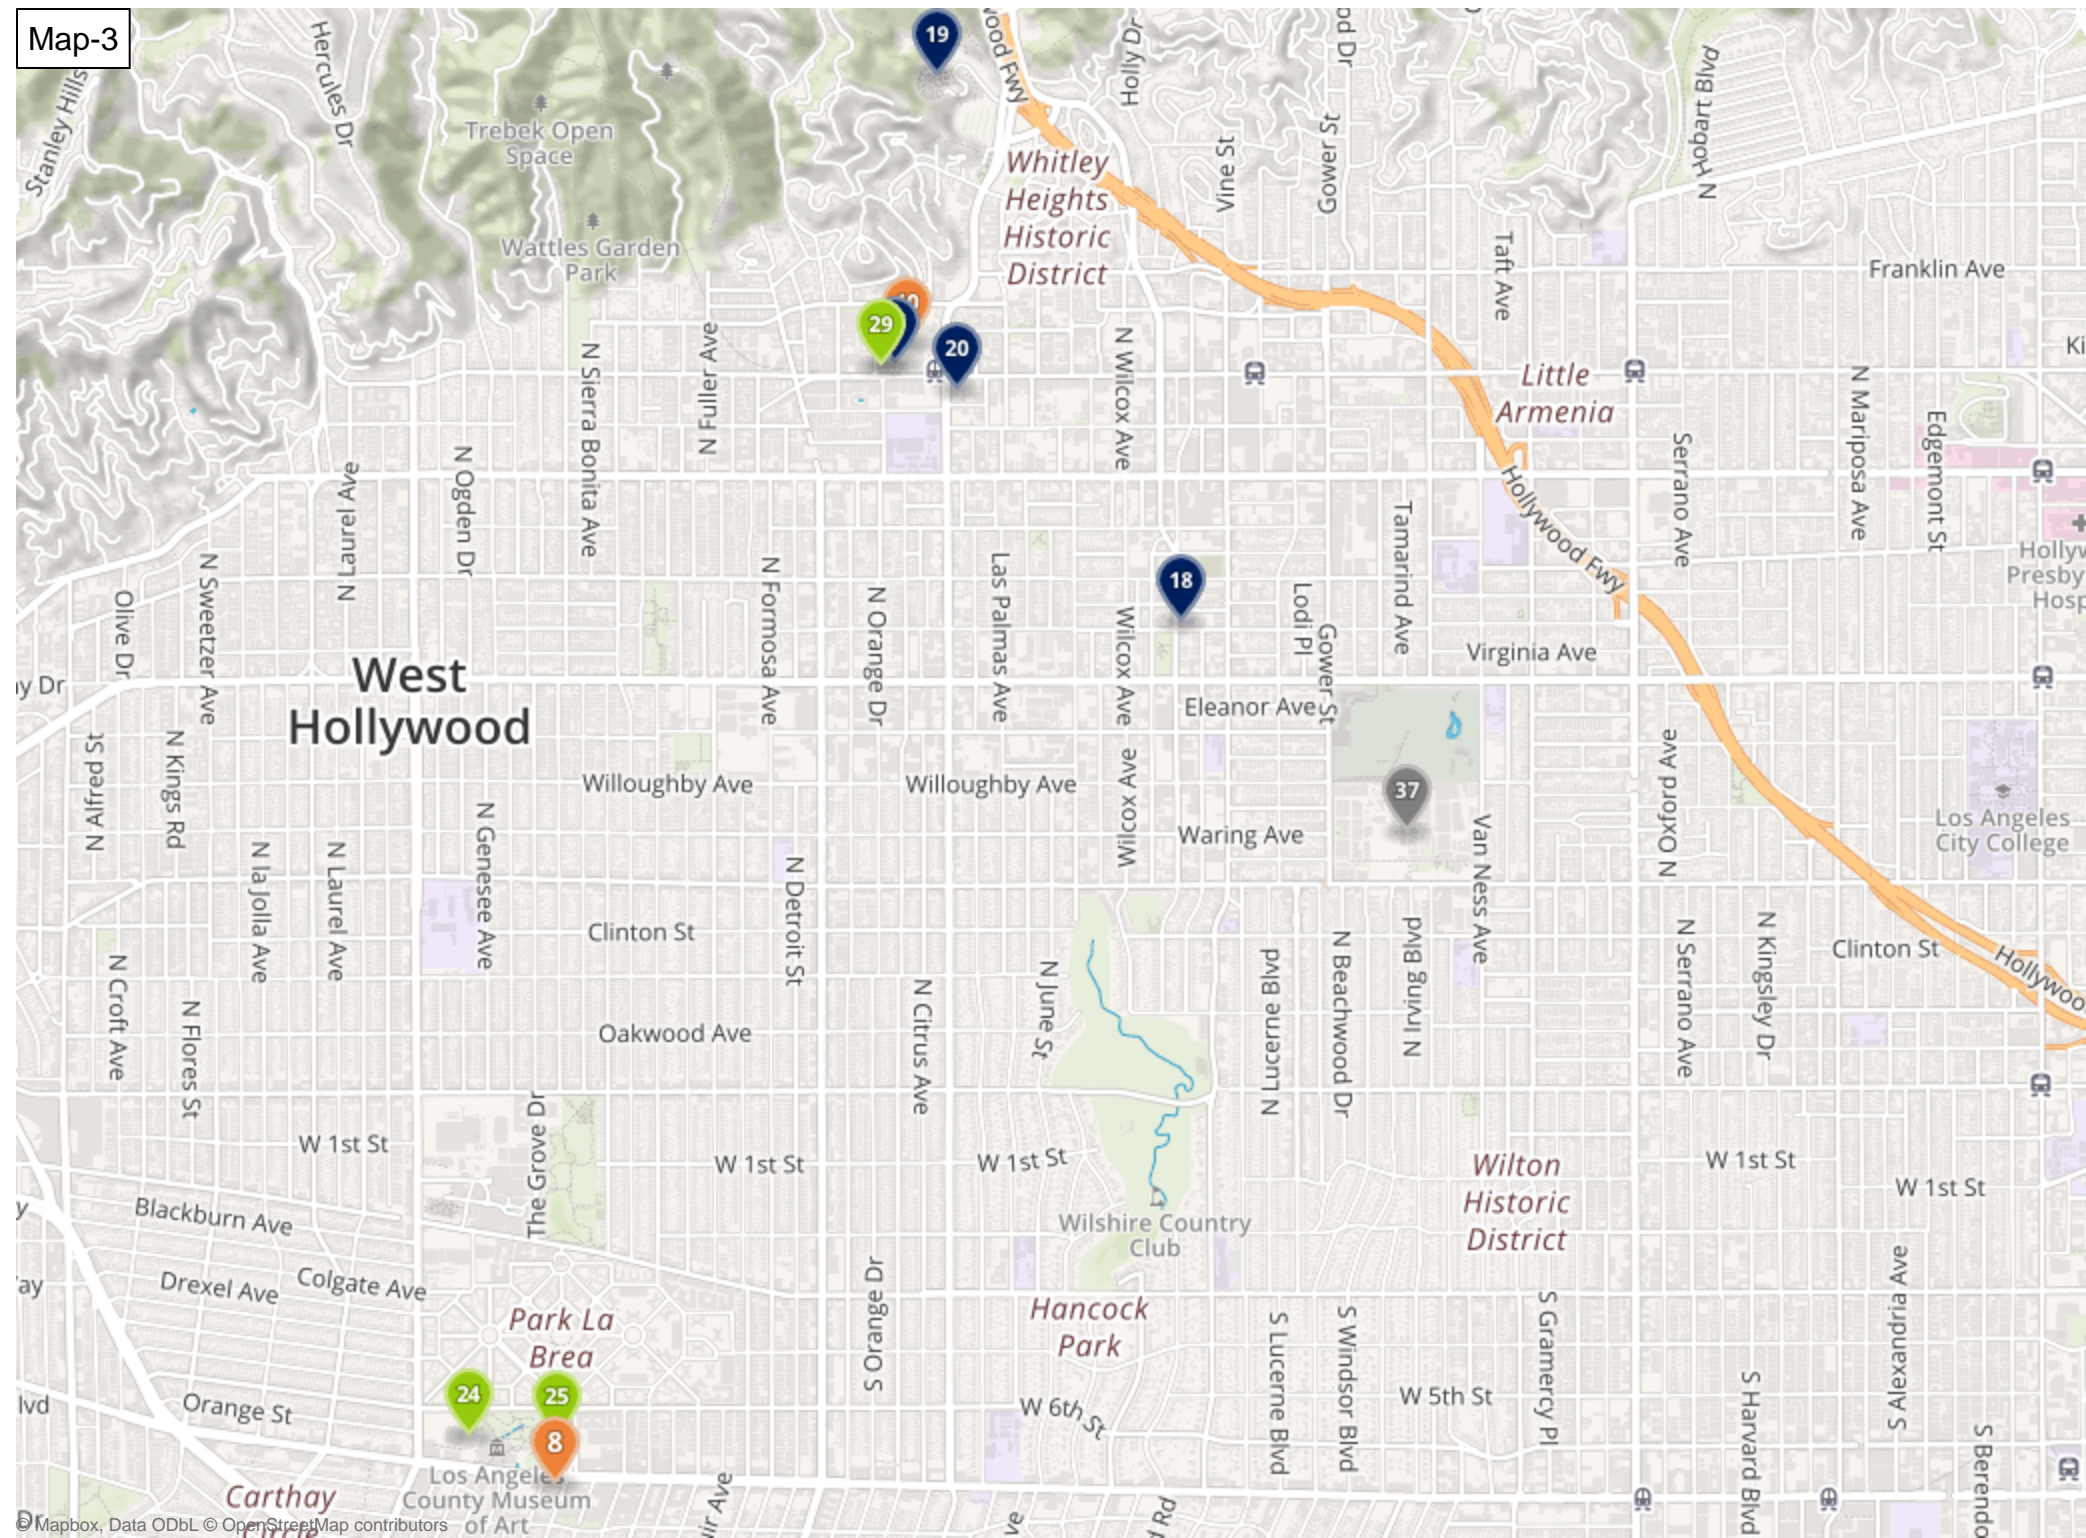 Map-3
19
Hercules Dr
Stanley Hills
Holly Dr
Trebek Open
Space
Vine St
Gower St
N Hobart Blvd
Whitley
Heights
Historic
District
Wattles Garden
Park
Taft Ave
Franklin Ave
29
20
N Sierra Bonita Ave
N Fuller Ave
N Wilcox Ave
Little
Armenia
N Mariposa Ave
Edgemont St
Serrano Ave
N Laurel Ave
N Ogden Dr
Hollywood Fwy
Tamarind Ave
N Sweetzer Ave
Olive Dr
N Formosa Ave
N Orange Dr
Las Palmas Ave
18
Wilcox Ave
Lodi Pl
Gower St
Virginia Ave
West
Hollywood
Eleanor Ave
N Alfred St
N Kings Rd
Willoughby Ave
Willoughby Ave
Wilcox Ave
37
N Oxford Ave
Waring Ave
Van Ness Ave
Los Angeles
City College
N Genesee Ave
N la Jolla Ave
N Laurel Ave
N Detroit St
Clinton St
N Croft Ave
N Flores St
N Citrus Ave
N June St
N Lucerne Blvd
N Beachwood Dr
N Irving Blvd
N Serrano Ave
N Kingsley Dr
Clinton St
Oakwood Ave
The Grove Dr
W 1st St
W 1st St
W 1st St
Wilton
Historic
District
W 1st St
W 1st St
Blackburn Ave
Wilshire Country
Club
Drexel Ave
Colgate Ave
S Orange Dr
Park La
Brea
Hancock
Park
S Lucerne Blvd
S Windsor Blvd
S Gramercy Pl
S Alexandria Ave
24
25
Orange St
W 6th St
W 5th St
S Harvard Blvd
8
Los Angeles
County Museum
of Art
Carthay
Circle
© Mapbox, Data ODbL © OpenStreetMap contributors